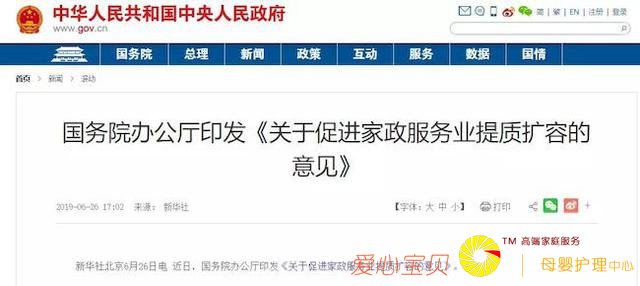 中华人民共和国中央人民政府
www.gov.cn
简 | 繁 | EN | 注册 | 登录
国务院 总理 新闻 政策 互动 服务 数据 国情
首页 > 新闻 > 滚动
国务院办公厅印发《关于促进家政服务业提质扩容的
意见》
2019-06-26 17:02 来源: 新华社
【字体: 大 中 小】 打印
TM 高端家庭服务
爱心宝贝 母婴护理中心
新华社北京6月26日电 近日，国务院办公厅印发《关于促进家政服务业提质扩容的意见》。